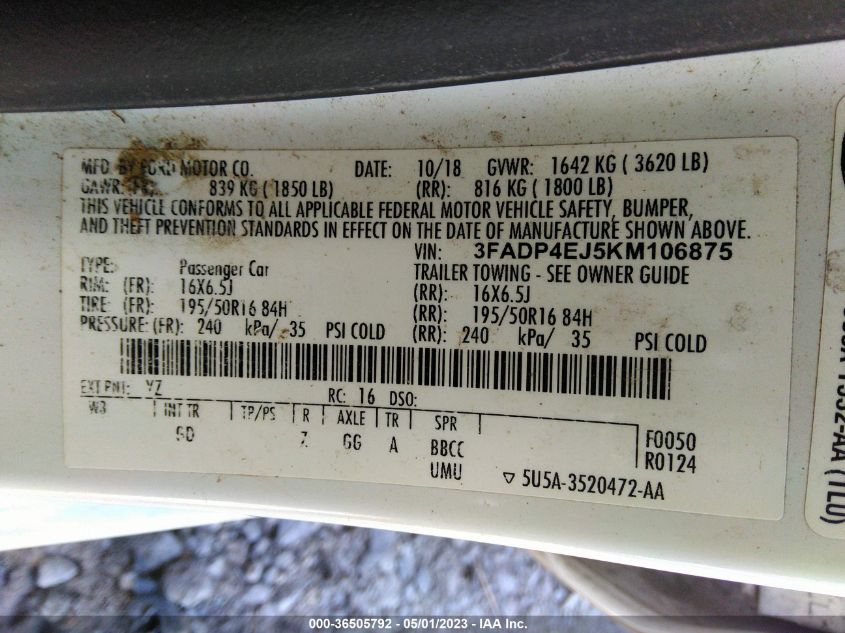 MFD. BY FORD MOTOR CO. DATE: 10/18 GVWR: 1642 KG ( 3620 LB)
GAWR: FR: 839 KG ( 1850 LB) (RR): 816 KG ( 1800 LB)
THIS VEHICLE CONFORMS TO ALL APPLICABLE FEDERAL MOTOR VEHICLE SAFETY, BUMPER,
AND THEFT PREVENTION STANDARDS IN EFFECT ON THE DATE OF MANUFACTURE SHOWN ABOVE.
VIN: 3FADP4EJ5KM106875
TYPE: Passenger Car TRAILER TOWING - SEE OWNER GUIDE
RIM: (FR): 16X6.5J (RR): 16X6.5J
TIRE: (FR): 195/50R16 84H (RR): 195/50R16 84H
PRESSURE: (FR): 240 kPa/ 35 PSI COLD (RR): 240 kPa/ 35 PSI COLD
EXT PNT: YZ RC: 16 DSO:
WB INT TR TP/PS R AXLE TR SPR
Z GG A BBCC
UMU
F0050
R0124
▽ 5U5A-3520472-AA
(TLU)
000-36505792 - 05/01/2023 - IAA Inc.